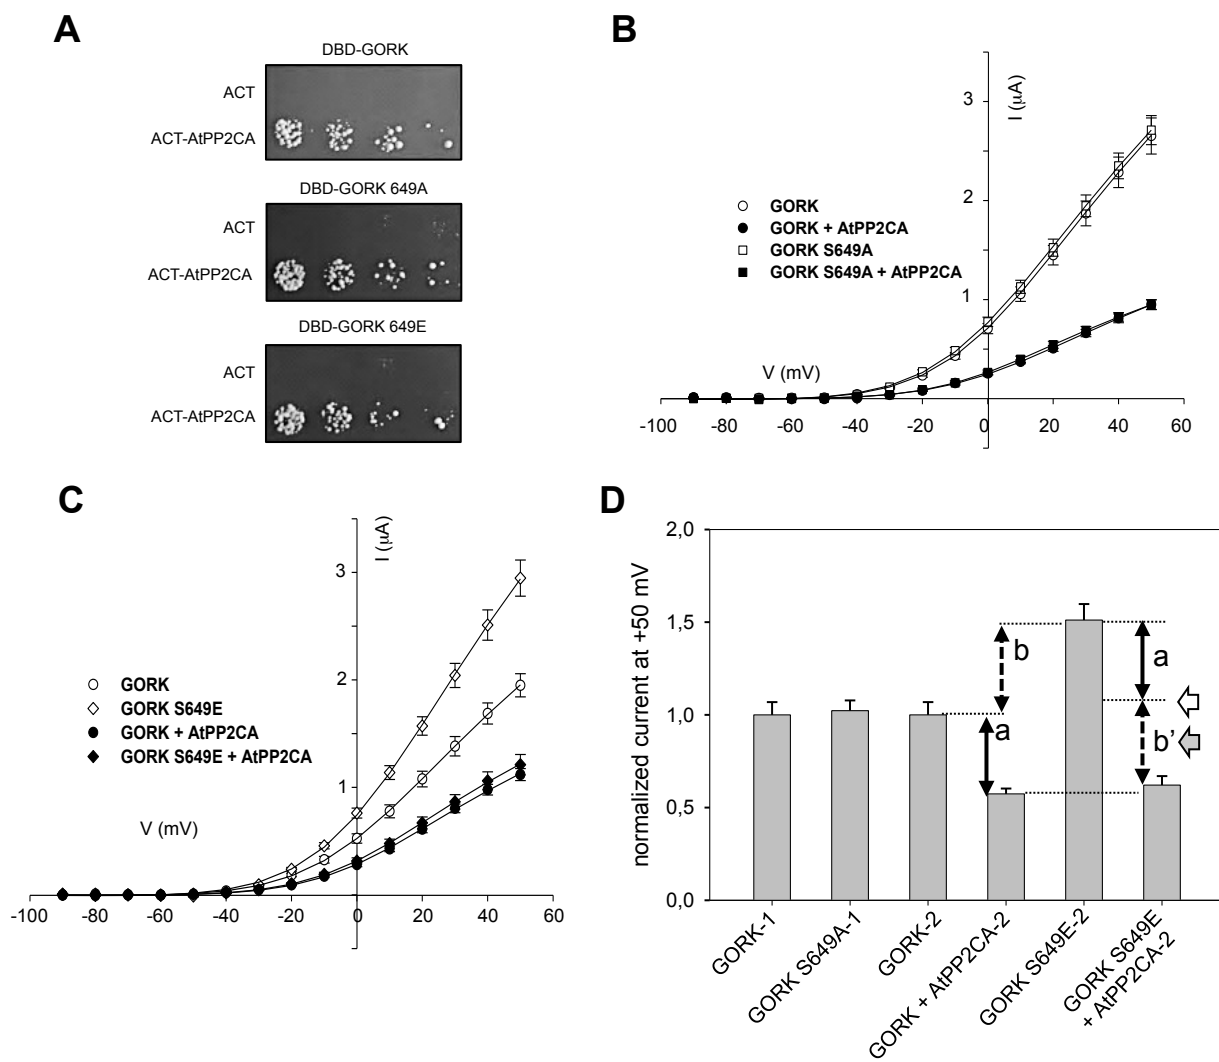 A
DBD-GORK
ACT
ACT-AtPP2CA
DBD-GORK 649A
ACT
ACT-AtPP2CA
DBD-GORK 649E
ACT
ACT-AtPP2CA
B
I (μA)
3
2
1
GORK
GORK + AtPP2CA
GORK S649A
GORK S649A + AtPP2CA
V (mV)
-100 -80 -60 -40 -20 0 20 40 60
C
I (μA)
3
2
1
GORK
GORK S649E
GORK + AtPP2CA
GORK S649E + AtPP2CA
V (mV)
-100 -80 -60 -40 -20 0 20 40 60
D
normalized current at +50 mV
2,0
1,5
1,0
0,5
0,0
b
a
a
b'
GORK-1
GORK S649A-1
GORK-2
GORK + AtPP2CA-2
GORK S649E-2
GORK S649E
+ AtPP2CA-2